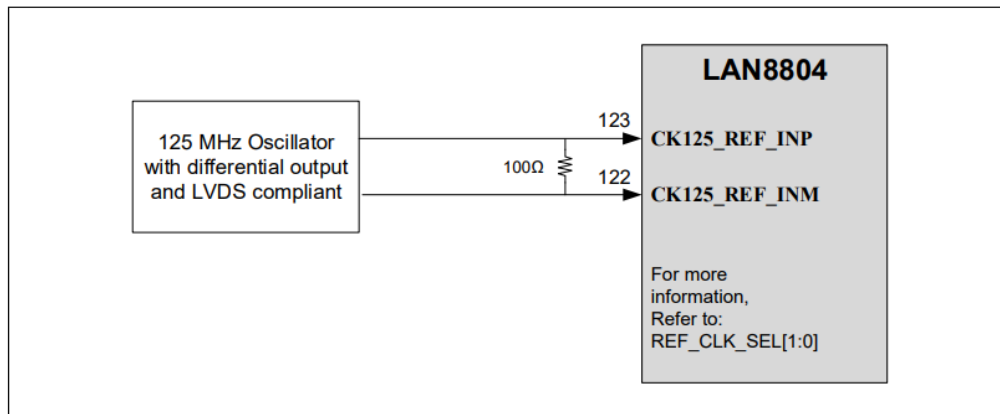 LAN8804
125 MHz Oscillator
with differential output
and LVDS compliant
123
CK125_REF_INP
100Ω
122
CK125_REF_INM
For more
information,
Refer to:
REF_CLK_SEL[1:0]